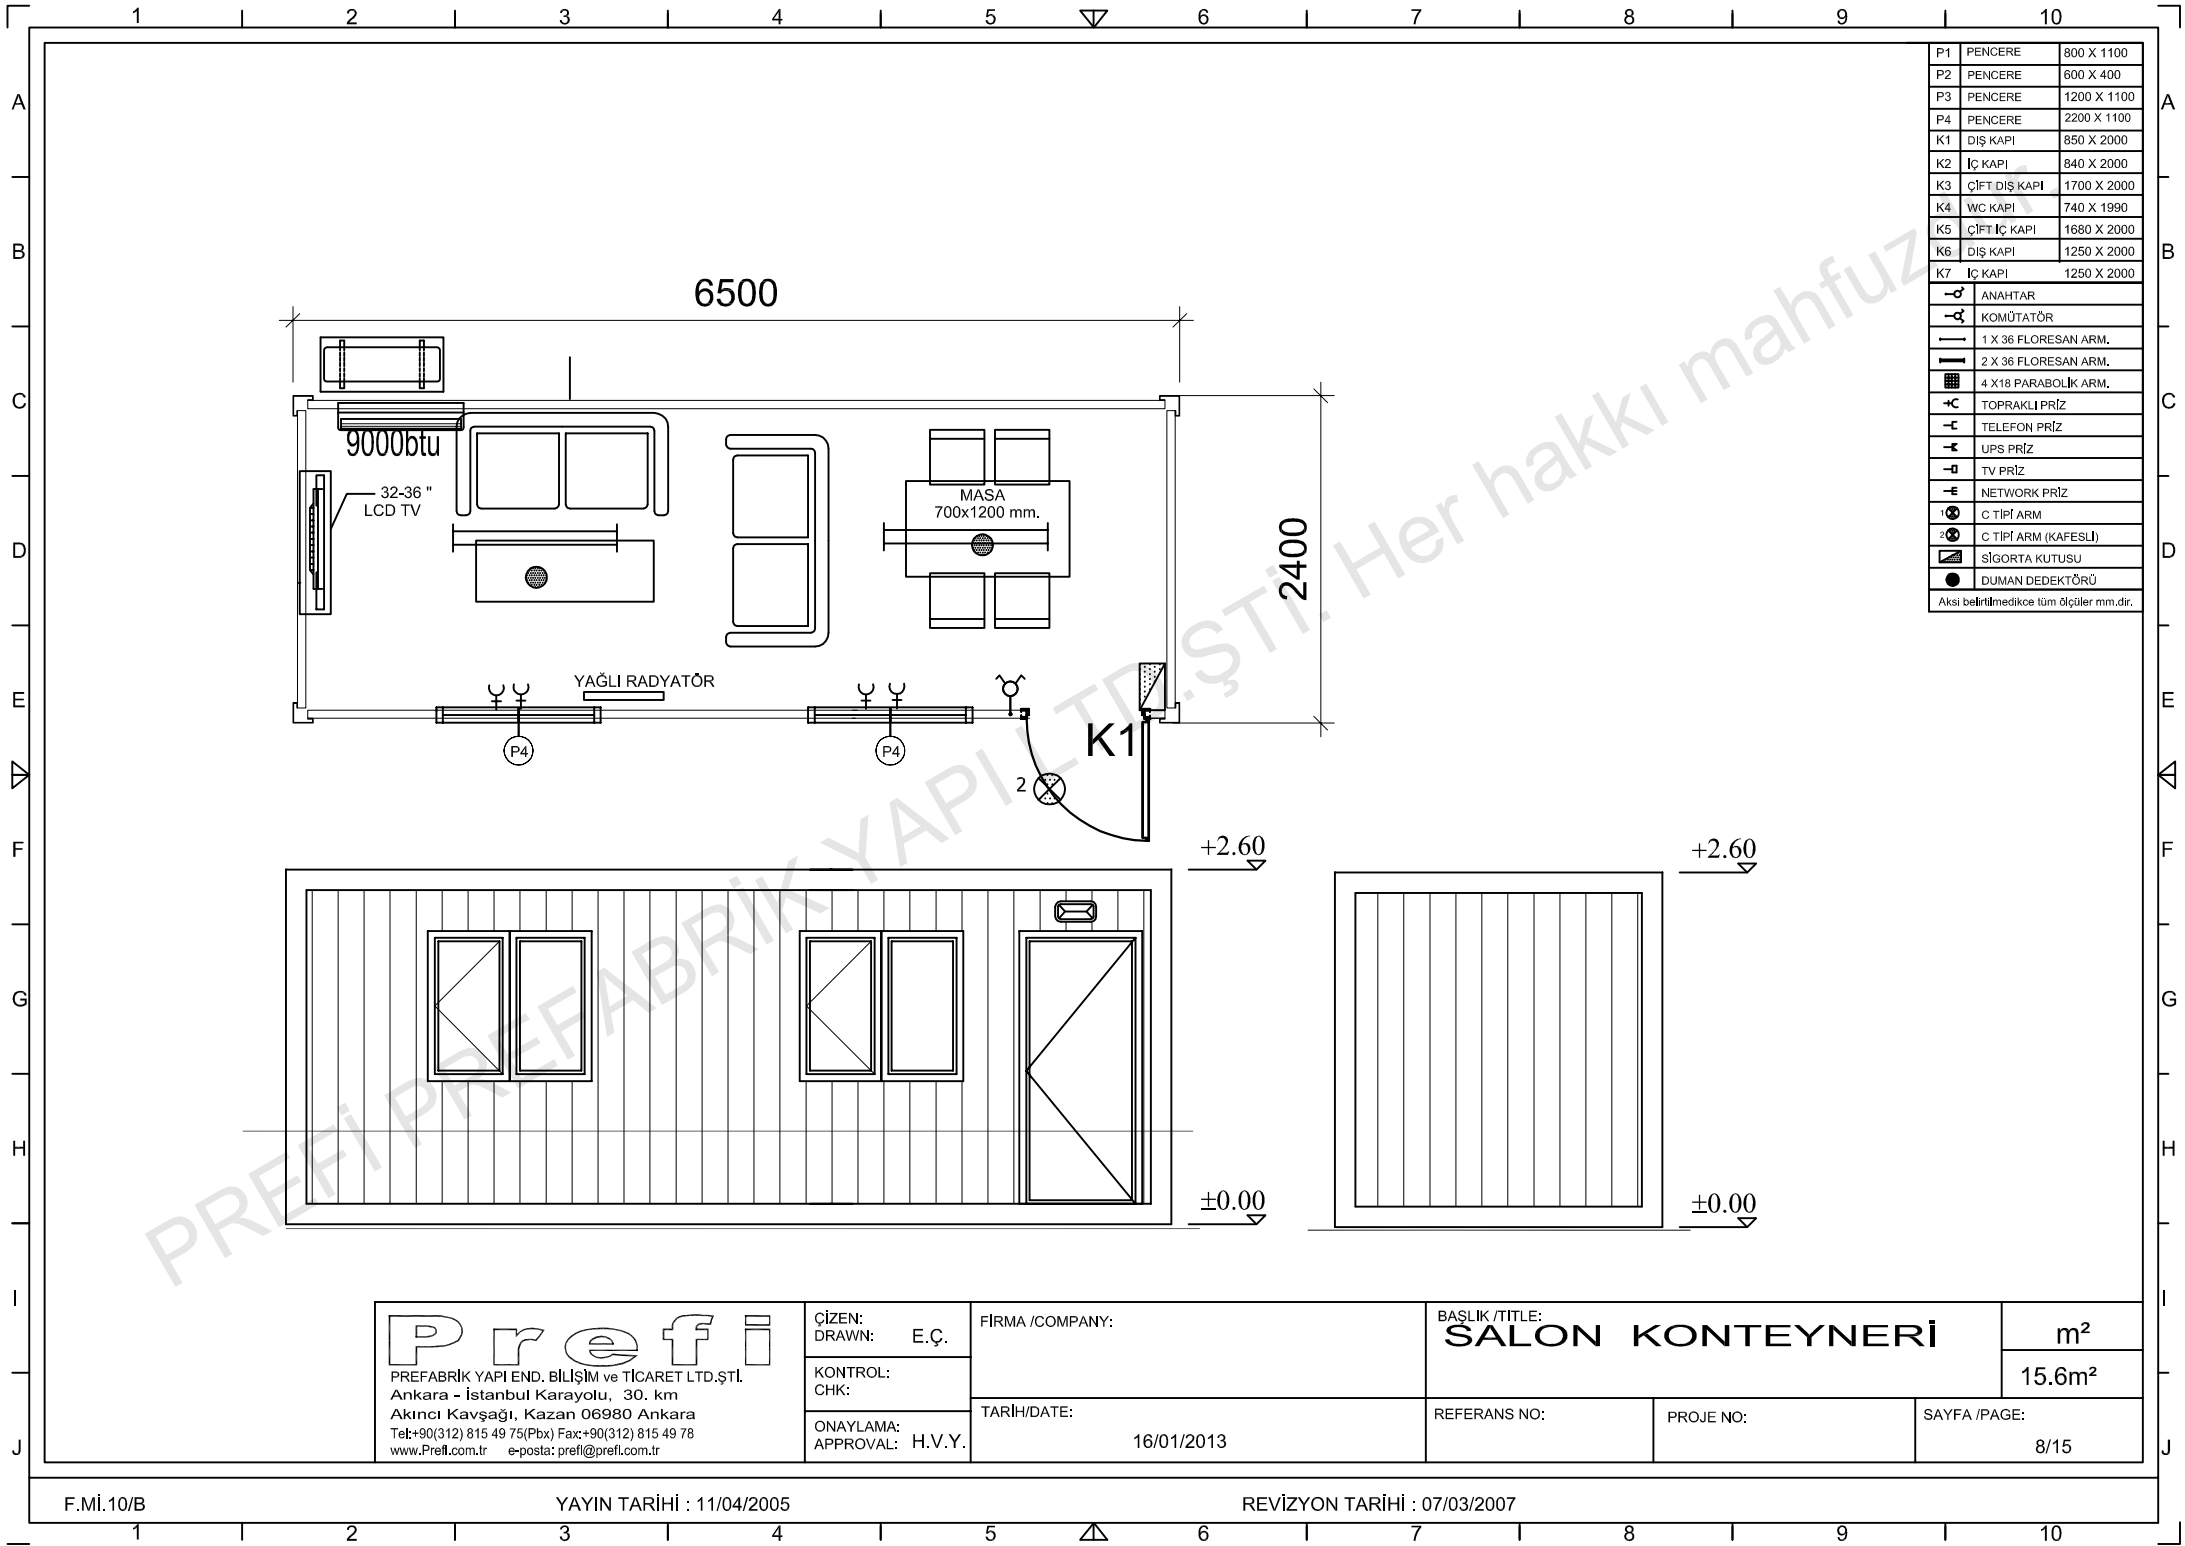 1 2 3 4 5 6 7 8 9 10
A
B
C
D
E
F
G
H
I
J
A
B
C
D
E
F
G
H
I
J
P1 PENCERE 800 X 1100
P2 PENCERE 600 X 400
P3 PENCERE 1200 X 1100
P4 PENCERE 2200 X 1100
K1 DIŞ KAPI 850 X 2000
K2 İÇ KAPI 840 X 2000
K3 ÇİFT DIŞ KAPI 1700 X 2000
K4 WC KAPI 740 X 1990
K5 ÇİFT İÇ KAPI 1680 X 2000
K6 DIŞ KAPI 1250 X 2000
K7 İÇ KAPI 1250 X 2000
ANAHTAR
KOMÜTATÖR
1 X 36 FLORESAN ARM.
2 X 36 FLORESAN ARM.
4 X18 PARABOLİK ARM.
TOPRAKLI PRİZ
TELEFON PRİZ
UPS PRİZ
TV PRİZ
NETWORK PRİZ
1 C TİPİ ARM
2 C TİPİ ARM (KAFESLİ)
SİGORTA KUTUSU
DUMAN DEDEKTÖRÜ
Aksi belirtilmedikce tüm ölçüler mm.dir.
6500
2400
9000btu
32-36 "
LCD TV
MASA
700x1200 mm.
YAĞLI RADYATÖR
P4
P4
K1
2
+2.60
+2.60
±0.00
±0.00
PREFİ PREFABRİK YAPI LTD.ŞTİ. Her hakkı mahfuzdur.
Prefi
PREFABRİK YAPI END. BİLİŞİM ve TİCARET LTD.ŞTİ.
Ankara - İstanbul Karayolu, 30. km
Akıncı Kavşağı, Kazan 06980 Ankara
Tel:+90(312) 815 49 75(Pbx) Fax:+90(312) 815 49 78
www.Prefi.com.tr e-posta: prefi@prefi.com.tr
ÇİZEN:
DRAWN: E.Ç.
KONTROL:
CHK:
ONAYLAMA:
APPROVAL: H.V.Y.
FİRMA /COMPANY:
TARİH/DATE:
16/01/2013
BAŞLIK /TITLE:
SALON KONTEYNERİ
m²
15.6m²
REFERANS NO:
PROJE NO:
SAYFA /PAGE:
8/15
F.Mİ.10/B YAYIN TARİHİ : 11/04/2005 REVİZYON TARİHİ : 07/03/2007
1 2 3 4 5 6 7 8 9 10